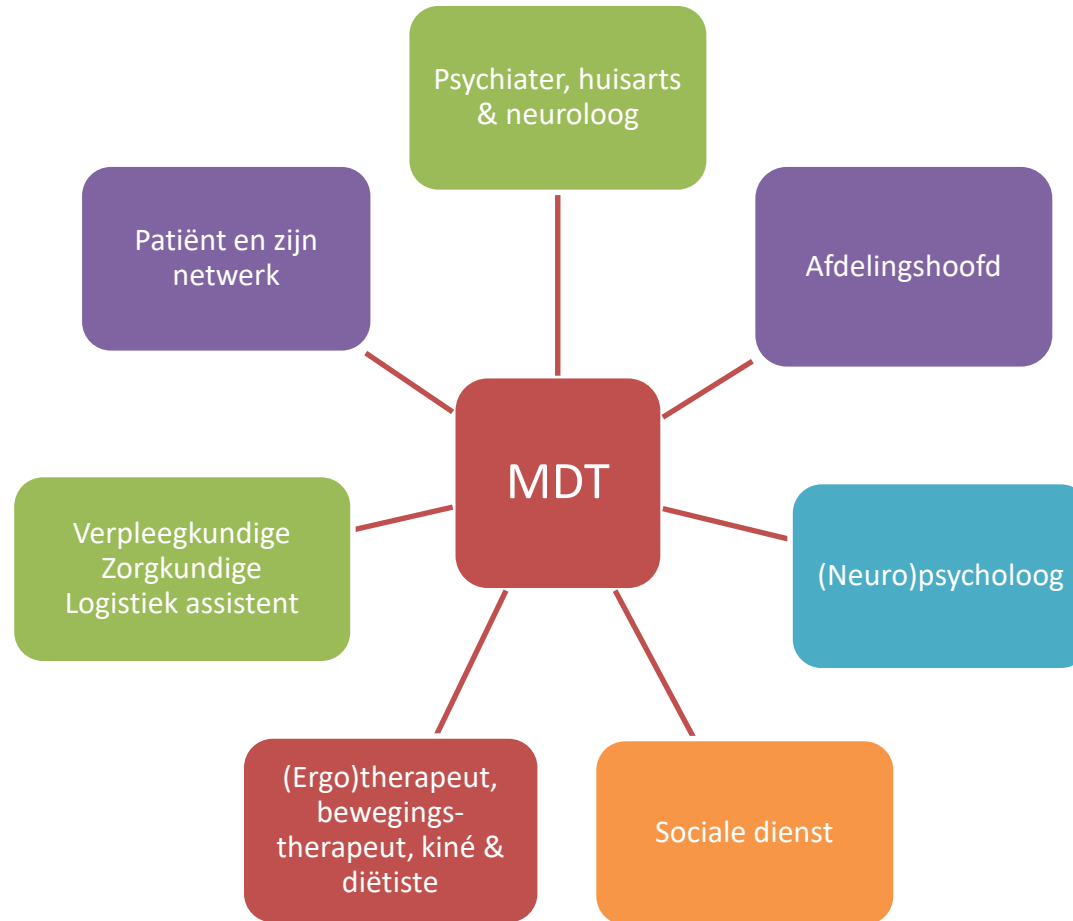 Psychiater, huisarts
& neuroloog
Patiënt en zijn
netwerk
Afdelingshoofd
MDT
Verpleegkundige
Zorgkundige
Logistiek assistent
(Neuro)psycholoog
(Ergo)therapeut,
bewegings-
therapeut, kiné &
diëtiste
Sociale dienst